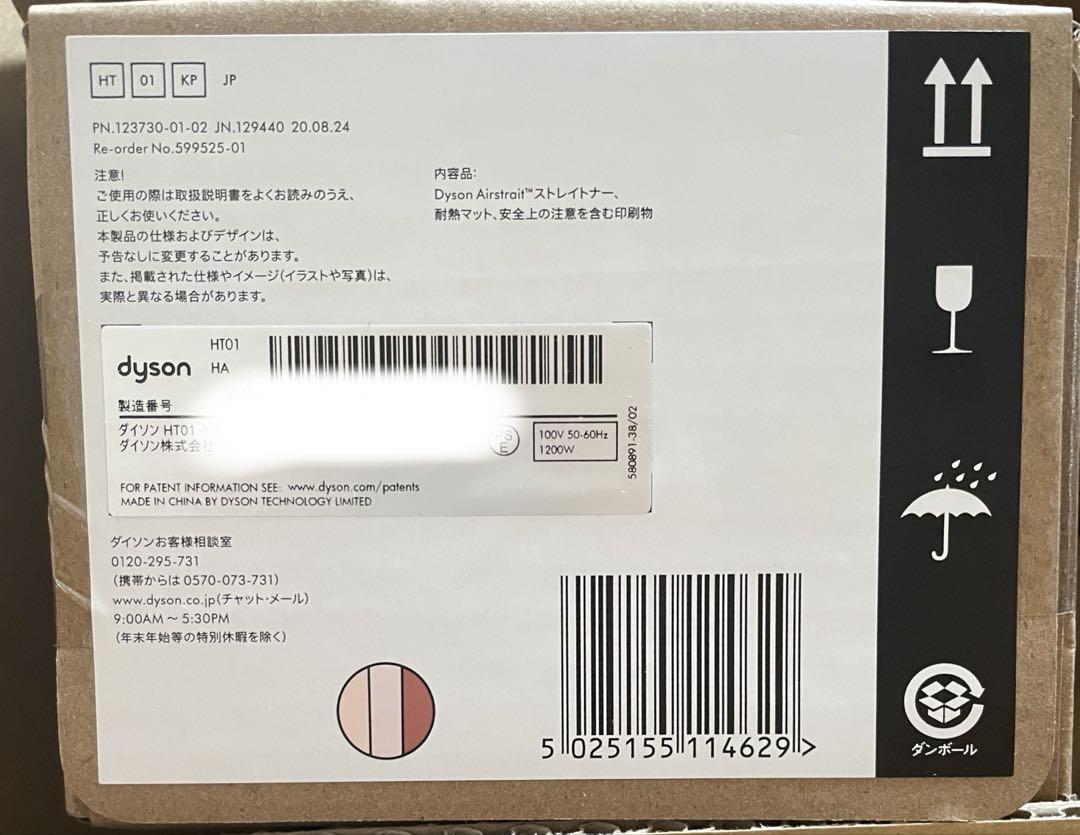 HT 01 KP JP
PN.123730-01-02 JN.129440 20.08.24
Re-order No.599525-01
注意!
ご使用の際は取扱説明書をよくお読みのうえ、
正しくお使いください。
本製品の仕様およびデザインは、
予告なしに変更することがあります。
また、掲載された仕様やイメージ(イラストや写真)は、
実際と異なる場合があります。
内容品:
Dyson Airstrait™ストレイトナー、
耐熱マット、安全上の注意を含む印刷物
dyson
HT01
HA
製造番号
ダイソン HT01
ダイソン株式会社
PSE
100V 50-60Hz
1200W
580891-38/02
FOR PATENT INFORMATION SEE: www.dyson.com/patents
MADE IN CHINA BY DYSON TECHNOLOGY LIMITED
ダイソンお客様相談室
0120-295-731
(携帯からは 0570-073-731)
www.dyson.co.jp(チャット・メール)
9:00AM ~ 5:30PM
(年末年始等の特別休暇を除く)
5 025155 114629 >
ダンボール